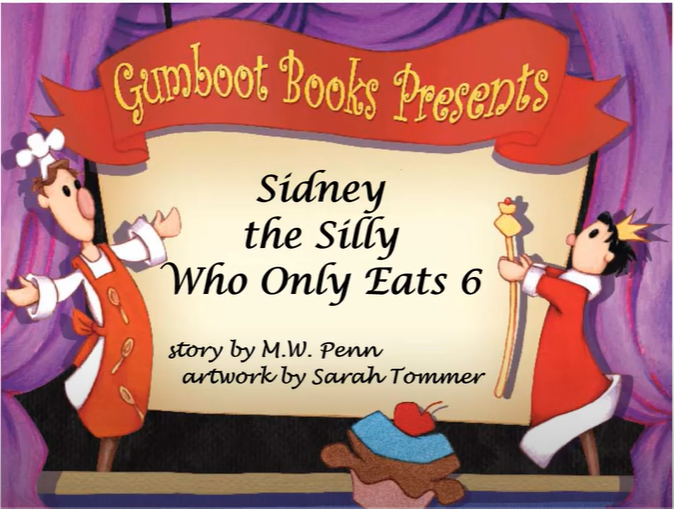 Gumboot Books Presents
Sidney
the Silly
Who Only Eats 6
story by M.W. Penn
artwork by Sarah Tommer